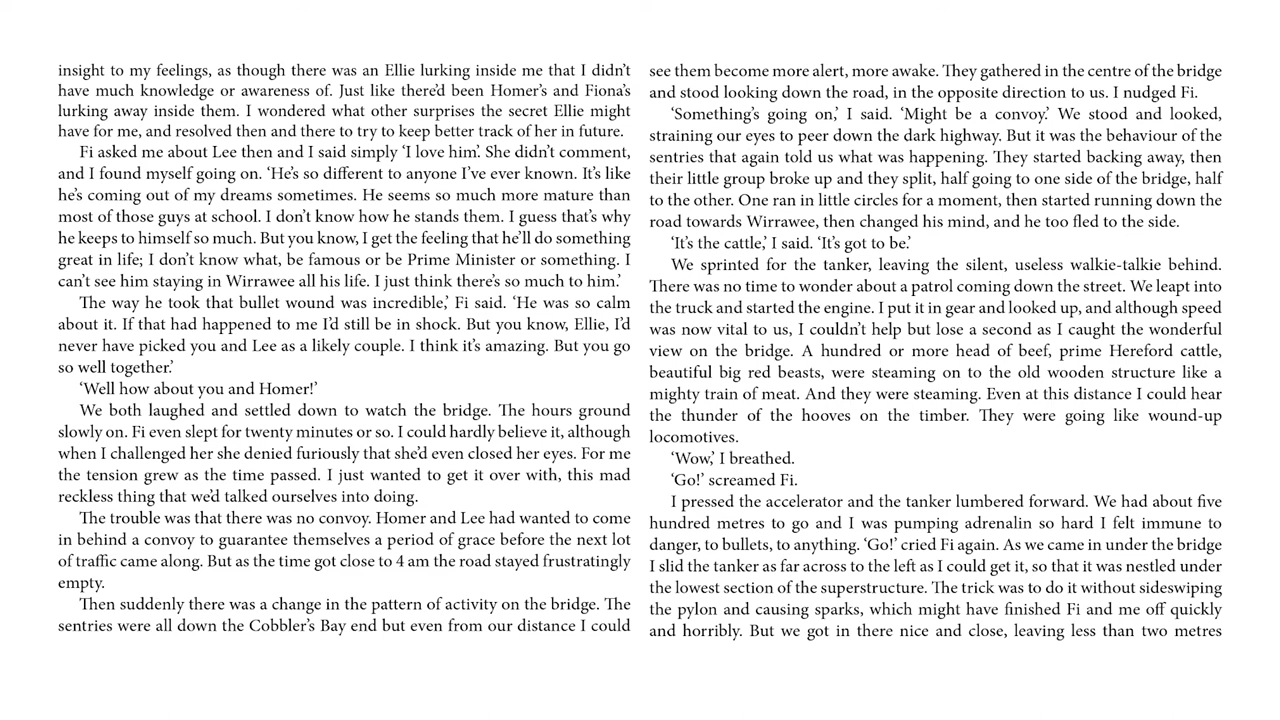 insight to my feelings, as though there was an Ellie lurking inside me that I didn't
have much knowledge or awareness of. Just like there'd been Homer's and Fiona's
lurking away inside them. I wondered what other surprises the secret Ellie might
have for me, and resolved then and there to try to keep better track of her in future.
Fi asked me about Lee then and I said simply 'I love him'. She didn't comment,
and I found myself going on. 'He's so different to anyone I've ever known. It's like
he's coming out of my dreams sometimes. He seems so much more mature than
most of those guys at school. I don't know how he stands them. I guess that's why
he keeps to himself so much. But you know, I get the feeling that he'll do something
great in life; I don't know what, be famous or be Prime Minister or something. I
can't see him staying in Wirrawee all his life. I just think there's so much to him.'
'The way he took that bullet wound was incredible,' Fi said. 'He was so calm
about it. If that had happened to me I'd still be in shock. But you know, Ellie, I'd
never have picked you and Lee as a likely couple. I think it's amazing. But you go
so well together.'
'Well how about you and Homer!'
We both laughed and settled down to watch the bridge. The hours ground
slowly on. Fi even slept for twenty minutes or so. I could hardly believe it, although
when I challenged her she denied furiously that she'd even closed her eyes. For me
the tension grew as the time passed. I just wanted to get it over with, this mad
reckless thing that we'd talked ourselves into doing.
The trouble was that there was no convoy. Homer and Lee had wanted to come
in behind a convoy to guarantee themselves a period of grace before the next lot
of traffic came along. But as the time got close to 4 am the road stayed frustratingly
empty.
Then suddenly there was a change in the pattern of activity on the bridge. The
sentries were all down the Cobbler's Bay end but even from our distance I could
see them become more alert, more awake. They gathered in the centre of the bridge
and stood looking down the road, in the opposite direction to us. I nudged Fi.
'Something's going on,' I said. 'Might be a convoy.' We stood and looked,
straining our eyes to peer down the dark highway. But it was the behaviour of the
sentries that again told us what was happening. They started backing away, then
their little group broke up and they split, half going to one side of the bridge, half
to the other. One ran in little circles for a moment, then started running down the
road towards Wirrawee, then changed his mind, and he too fled to the side.
'It's the cattle,' I said. 'It's got to be.'
We sprinted for the tanker, leaving the silent, useless walkie-talkie behind.
There was no time to wonder about a patrol coming down the street. We leapt into
the truck and started the engine. I put it in gear and looked up, and although speed
was now vital to us, I couldn't help but lose a second as I caught the wonderful
view on the bridge. A hundred or more head of beef, prime Hereford cattle,
beautiful big red beasts, were steaming on to the old wooden structure like a
mighty train of meat. And they were steaming. Even at this distance I could hear
the thunder of the hooves on the timber. They were going like wound-up
locomotives.
'Wow,' I breathed.
'Go!' screamed Fi.
I pressed the accelerator and the tanker lumbered forward. We had about five
hundred metres to go and I was pumping adrenalin so hard I felt immune to
danger, to bullets, to anything. 'Go!' cried Fi again. As we came in under the bridge
I slid the tanker as far across to the left as I could get it, so that it was nestled under
the lowest section of the superstructure. The trick was to do it without sideswiping
the pylon and causing sparks, which might have finished Fi and me off quickly
and horribly. But we got in there nice and close, leaving less than two metres